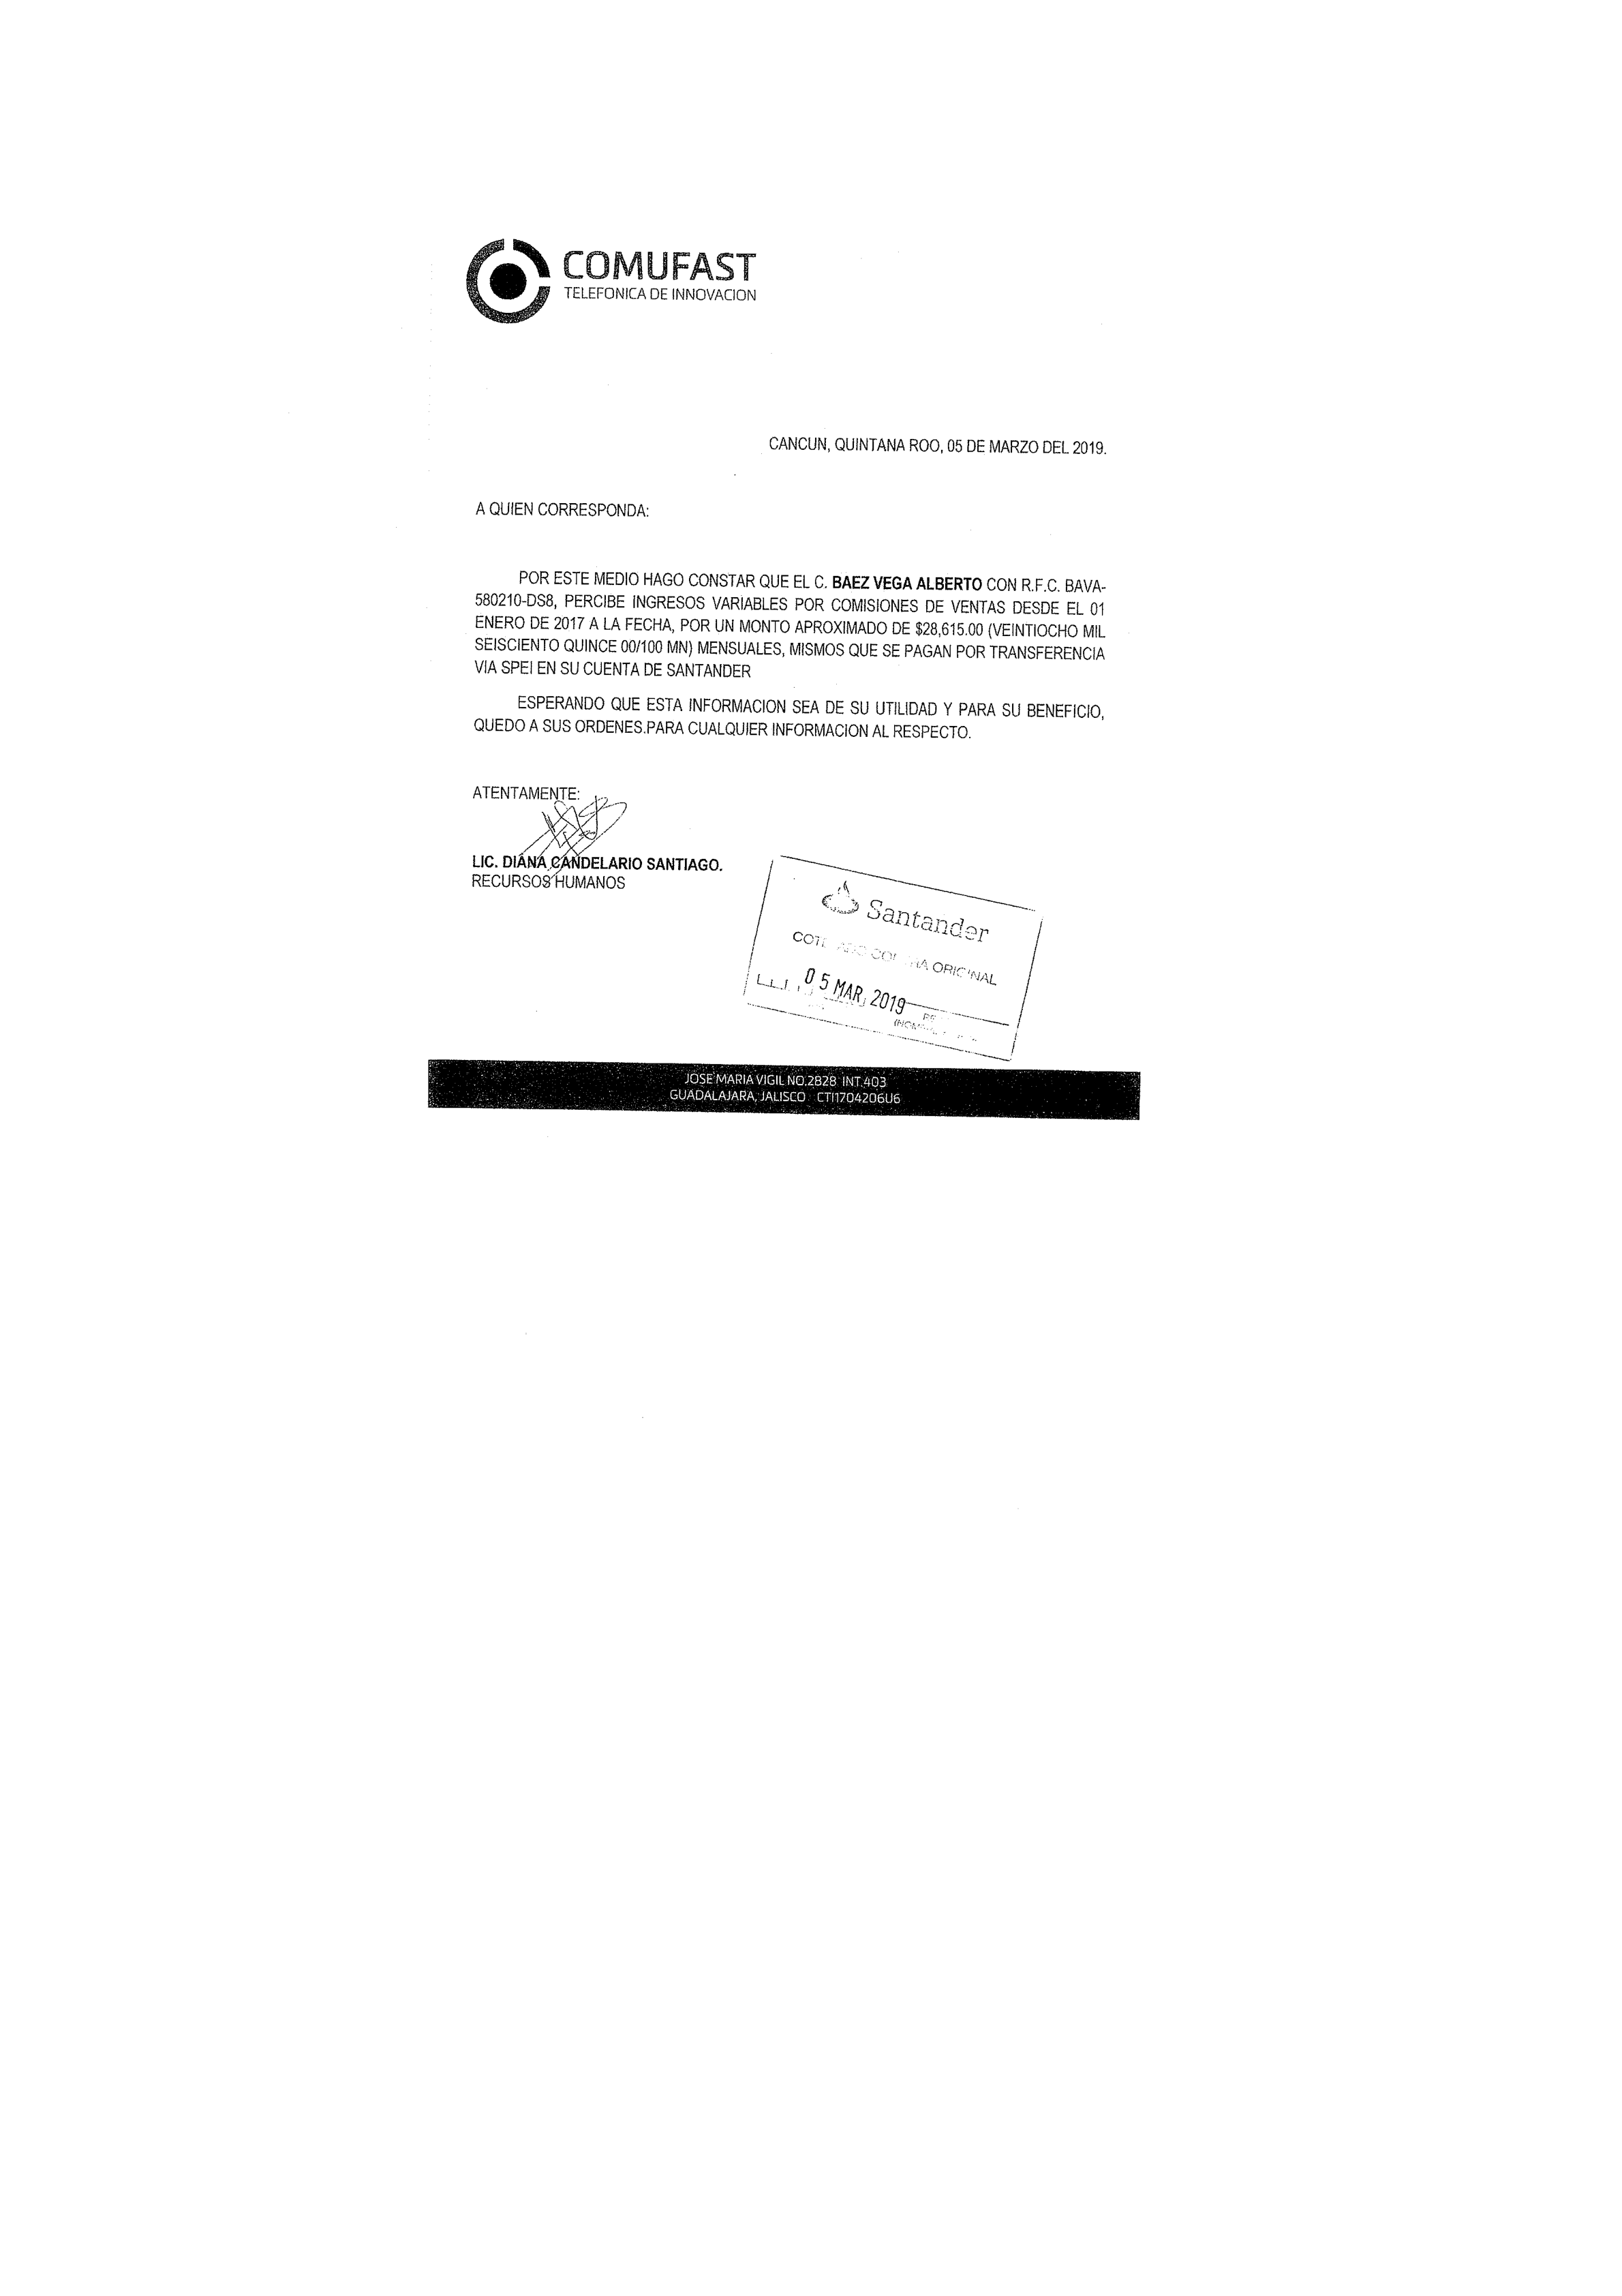 COMUFAST
TELEFONICA DE INNOVACION
CANCUN, QUINTANA ROO, 05 DE MARZO DEL 2019.
A QUIEN CORRESPONDA:
POR ESTE MEDIO HAGO CONSTAR QUE EL C. BAEZ VEGA ALBERTO CON R.F.C. BAVA-
580210-DS8, PERCIBE INGRESOS VARIABLES POR COMISIONES DE VENTAS DESDE EL 01
ENERO DE 2017 A LA FECHA, POR UN MONTO APROXIMADO DE $28,615.00 (VEINTIOCHO MIL
SEISCIENTO QUINCE 00/100 MN) MENSUALES, MISMOS QUE SE PAGAN POR TRANSFERENCIA
VIA SPEI EN SU CUENTA DE SANTANDER
ESPERANDO QUE ESTA INFORMACION SEA DE SU UTILIDAD Y PARA SU BENEFICIO,
QUEDO A SUS ORDENES.PARA CUALQUIER INFORMACION AL RESPECTO.
ATENTAMENTE:
LIC. DIANA CANDELARIO SANTIAGO.
RECURSOS HUMANOS
Santander
ORIGINAL
05 MAR. 2019
JOSE MARIA VIGIL NO.2828 INT.403
GUADALAJARA, JALISCO CTI1704206U6